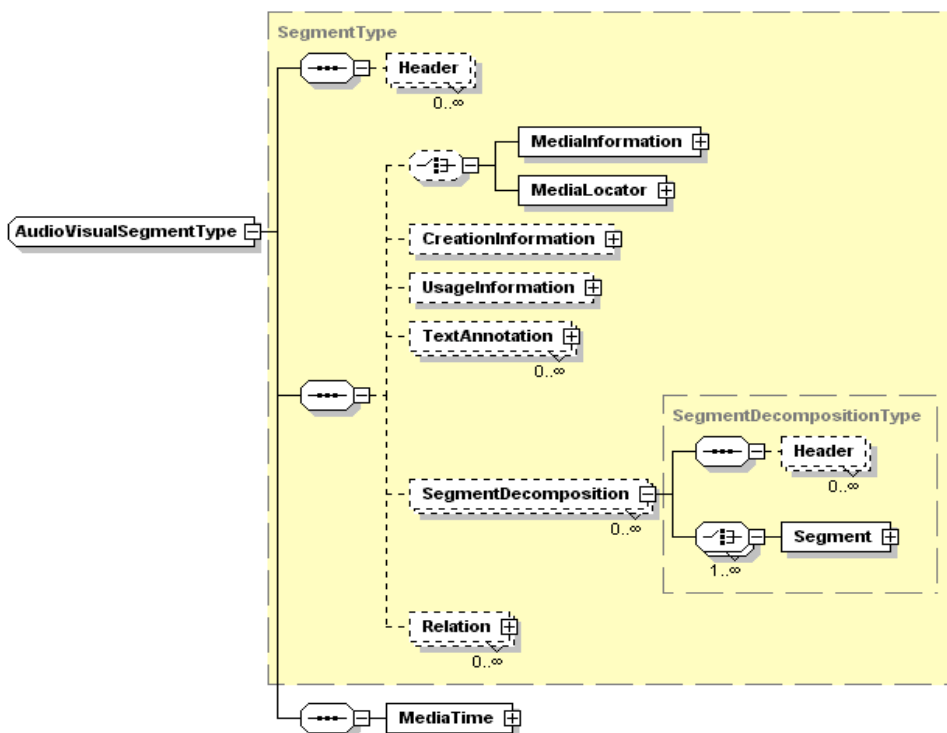 SegmentType
Header
0..∞
MediaInformation
MediaLocator
AudioVisualSegmentType
CreationInformation
UsageInformation
TextAnnotation
0..∞
SegmentDecompositionType
Header
0..∞
SegmentDecomposition
0..∞
Segment
1..∞
Relation
0..∞
MediaTime